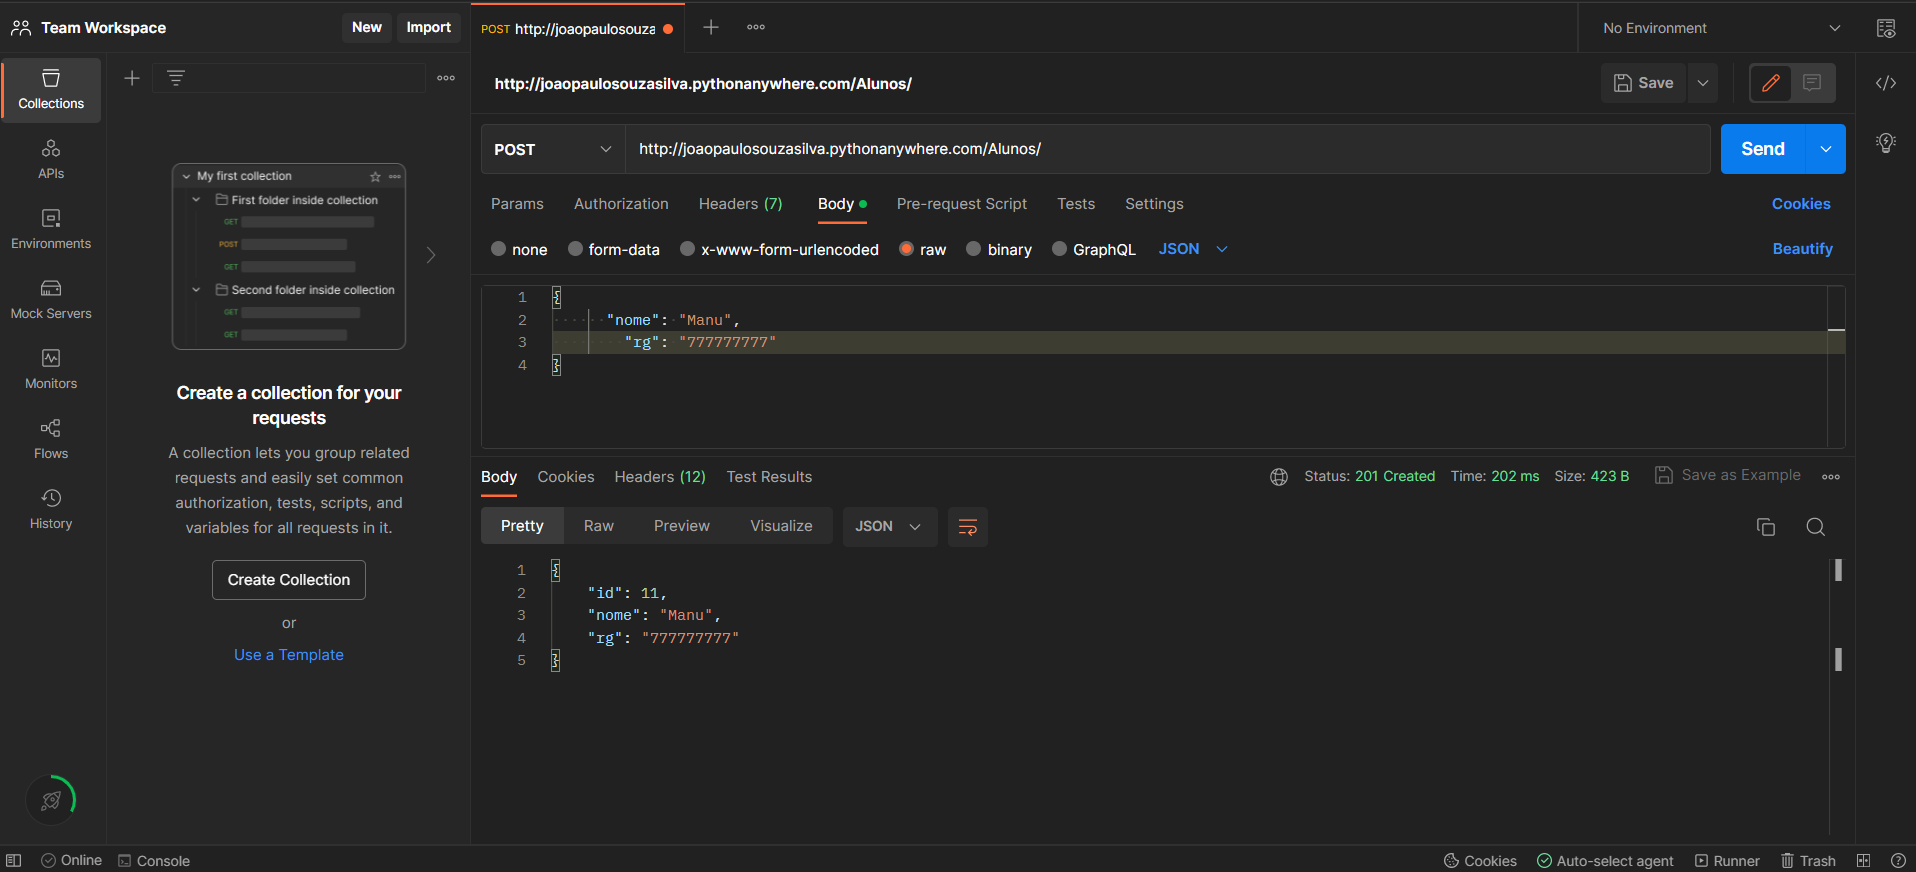 Team Workspace
New
Import
POST http://joaopaulosouza
No Environment
Collections
APIs
Environments
Mock Servers
Monitors
Flows
History
My first collection
First folder inside collection
GET
POST
GET
Second folder inside collection
GET
GET
Create a collection for your
requests
A collection lets you group related
requests and easily set common
authorization, tests, scripts, and
variables for all requests in it.
Create Collection
or
Use a Template
http://joaopaulosouzasilva.pythonanywhere.com/Alunos/
Save
POST
http://joaopaulosouzasilva.pythonanywhere.com/Alunos/
Send
Params Authorization Headers (7) Body Pre-request Script Tests Settings
Cookies
none form-data x-www-form-urlencoded raw binary GraphQL JSON
Beautify
1 {
2 "nome": "Manu",
3 "rg": "777777777"
4 }
Body Cookies Headers (12) Test Results
Status: 201 Created Time: 202 ms Size: 423 B
Save as Example
Pretty Raw Preview Visualize JSON
1 {
2 "id": 11,
3 "nome": "Manu",
4 "rg": "777777777"
5 }
Online Console
Cookies Auto-select agent Runner Trash